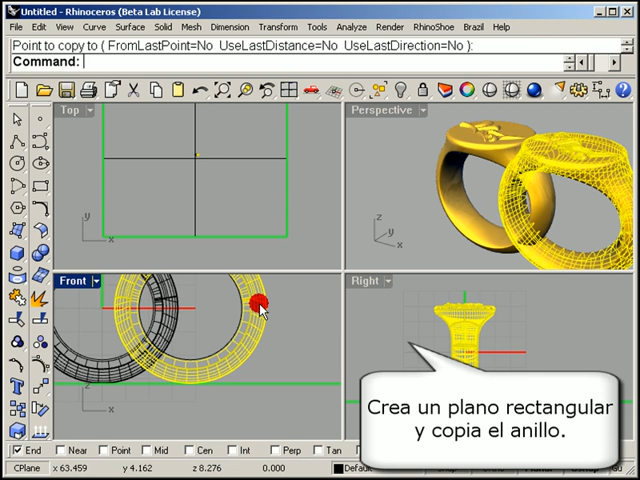 Untitled - Rhinoceros (Beta Lab License)
File Edit View Curve Surface Solid Mesh Dimension Transform Tools Analyze Render RhinoShoe Brazil Help
Point to copy to ( FromLastPoint=No UseLastDistance=No UseLastDirection=No ):
Command:
Top
Perspective
y
x
z
y
x
Front
Right
z
x
Crea un plano rectangular
y copia el anillo.
End Near Point Mid Cen Int Perp Tan
CPlane x 63.459 y 4.162 z 8.276 0.000 Default